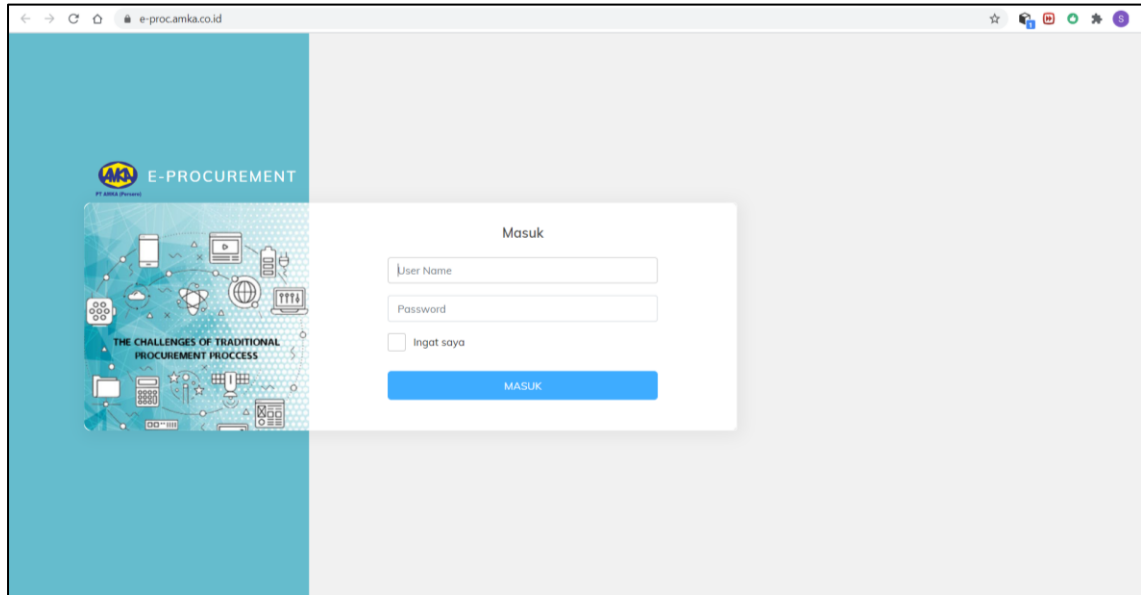 e-proc.amka.co.id
S
AKA
E-PROCUREMENT
PT AMKA (Persero)
Masuk
User Name
Password
THE CHALLENGES OF TRADITIONAL
PROCUREMENT PROCCESS
Ingat saya
MASUK